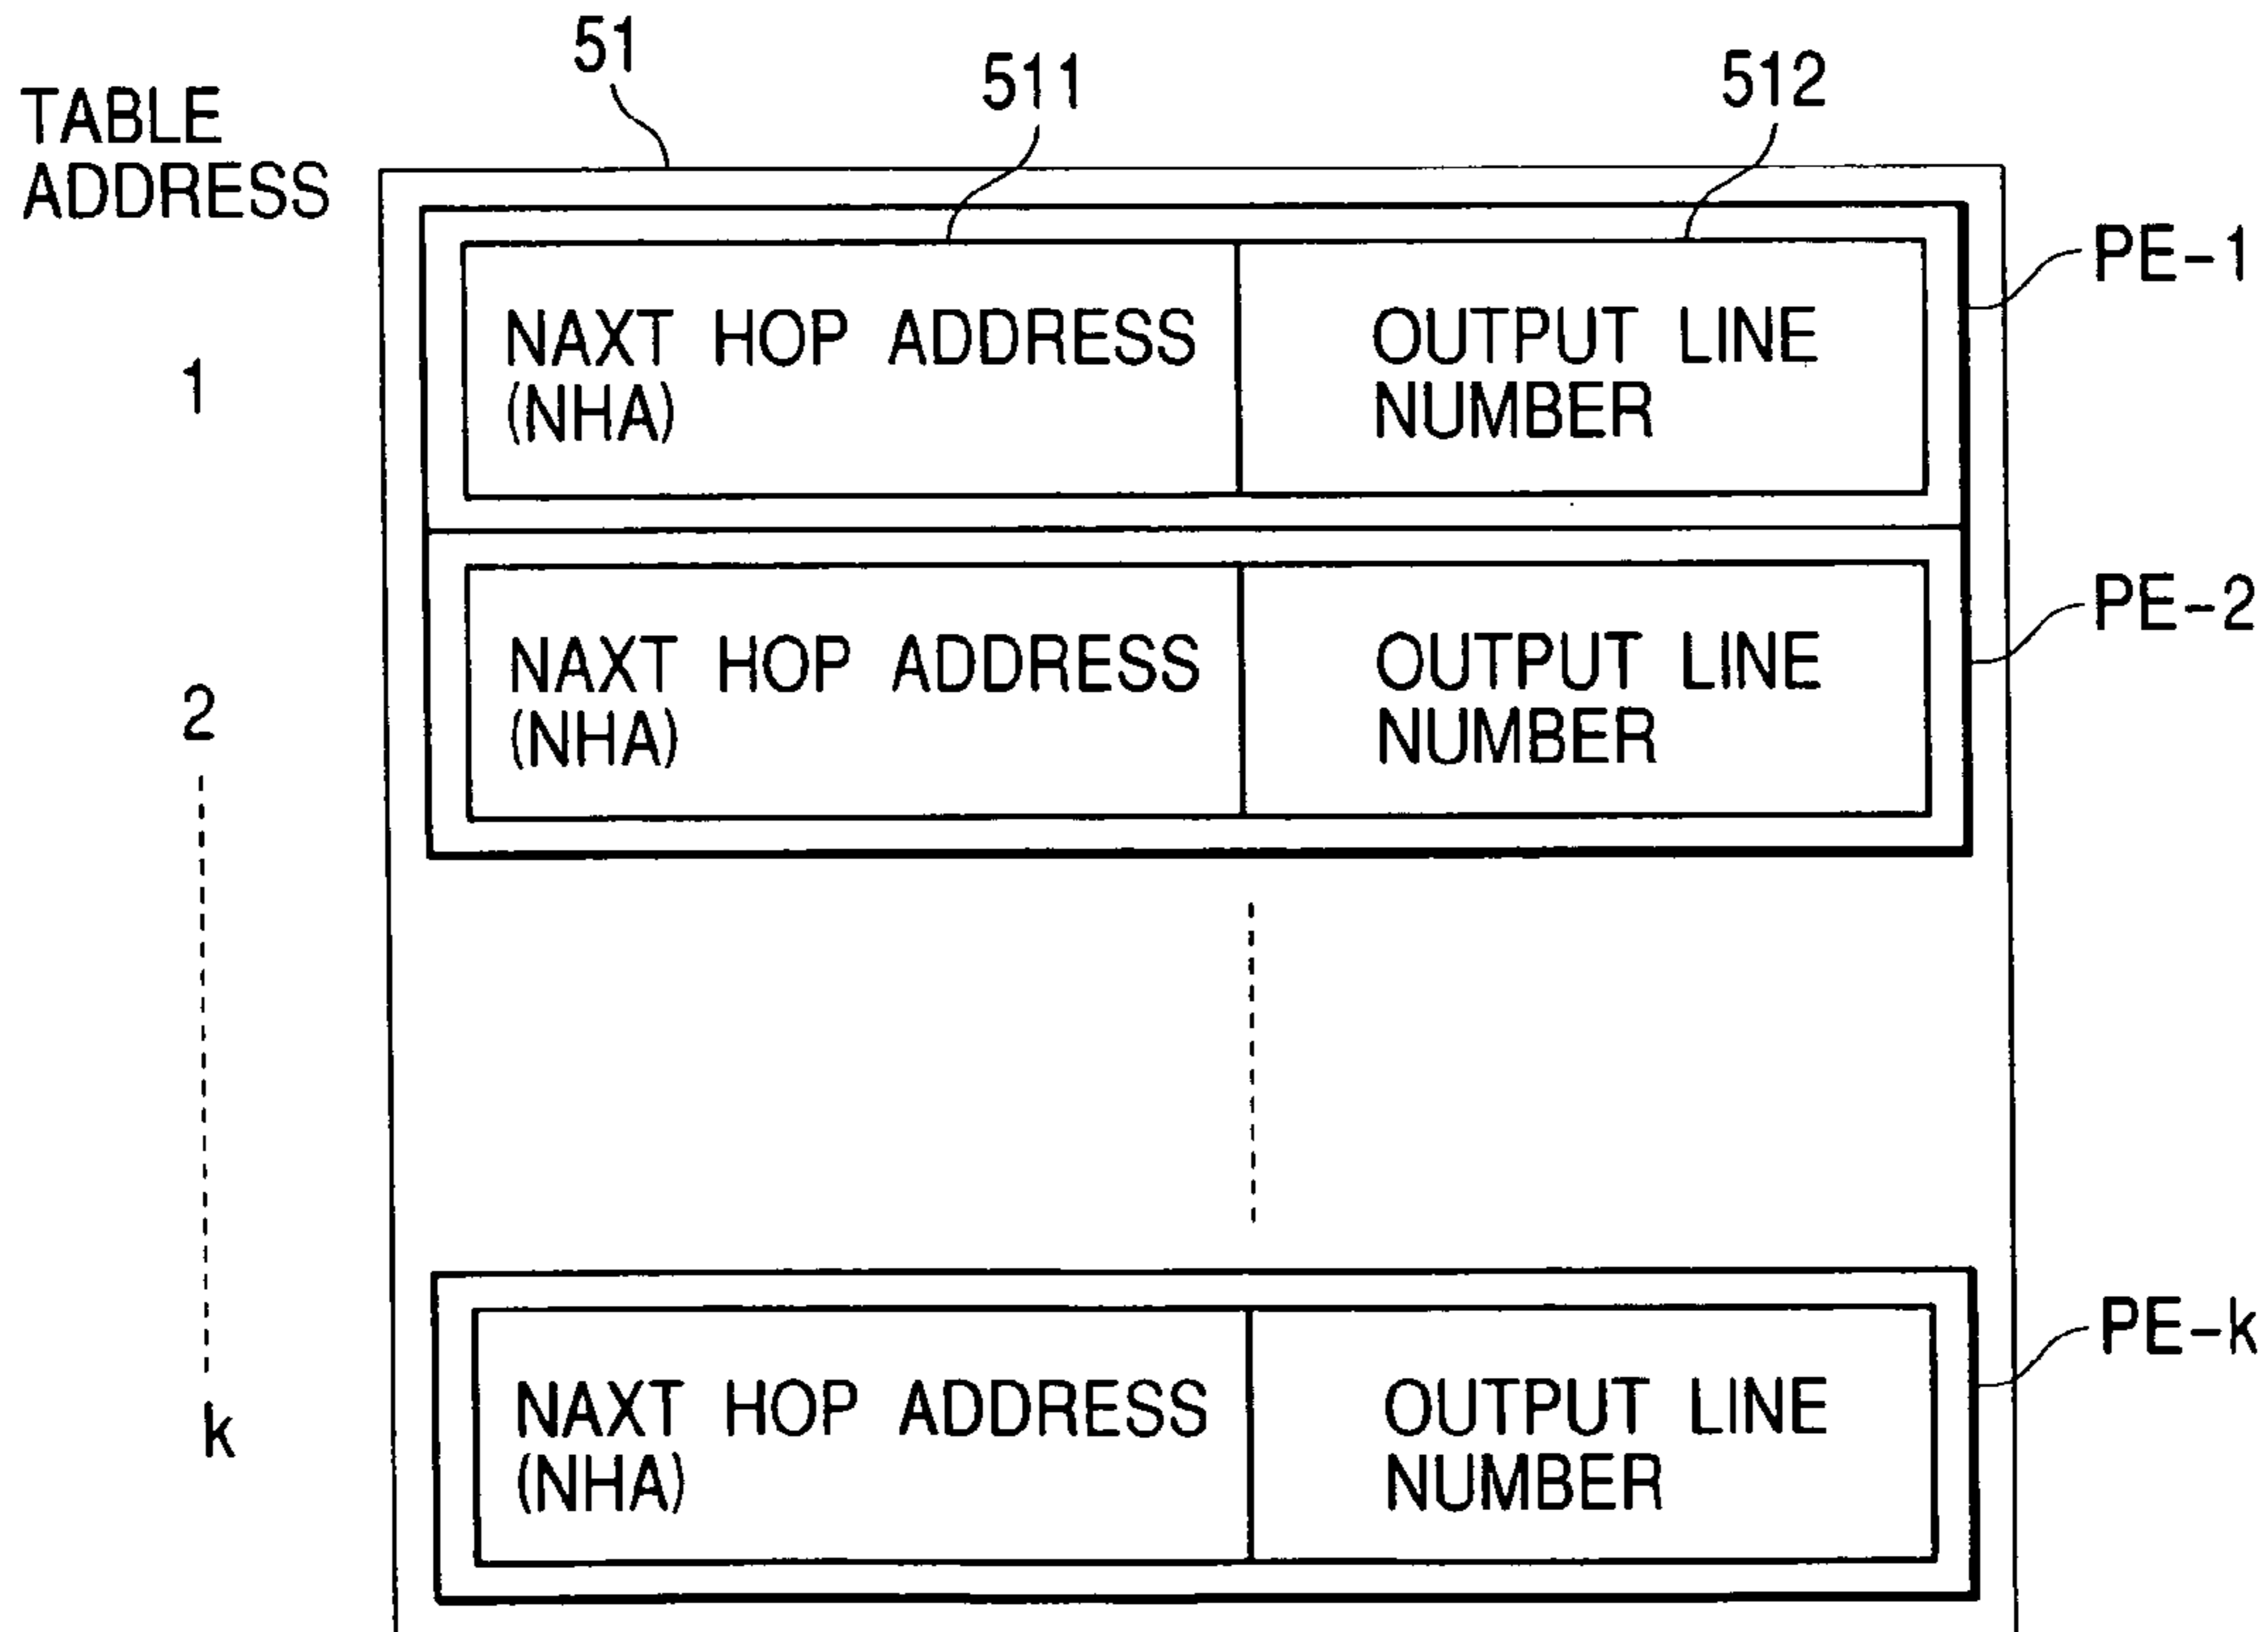 51
511
512
TABLE
ADDRESS
PE-1
NAXT HOP ADDRESS
(NHA)
OUTPUT LINE
NUMBER
1
PE-2
NAXT HOP ADDRESS
(NHA)
OUTPUT LINE
NUMBER
2
PE-k
NAXT HOP ADDRESS
(NHA)
OUTPUT LINE
NUMBER
k